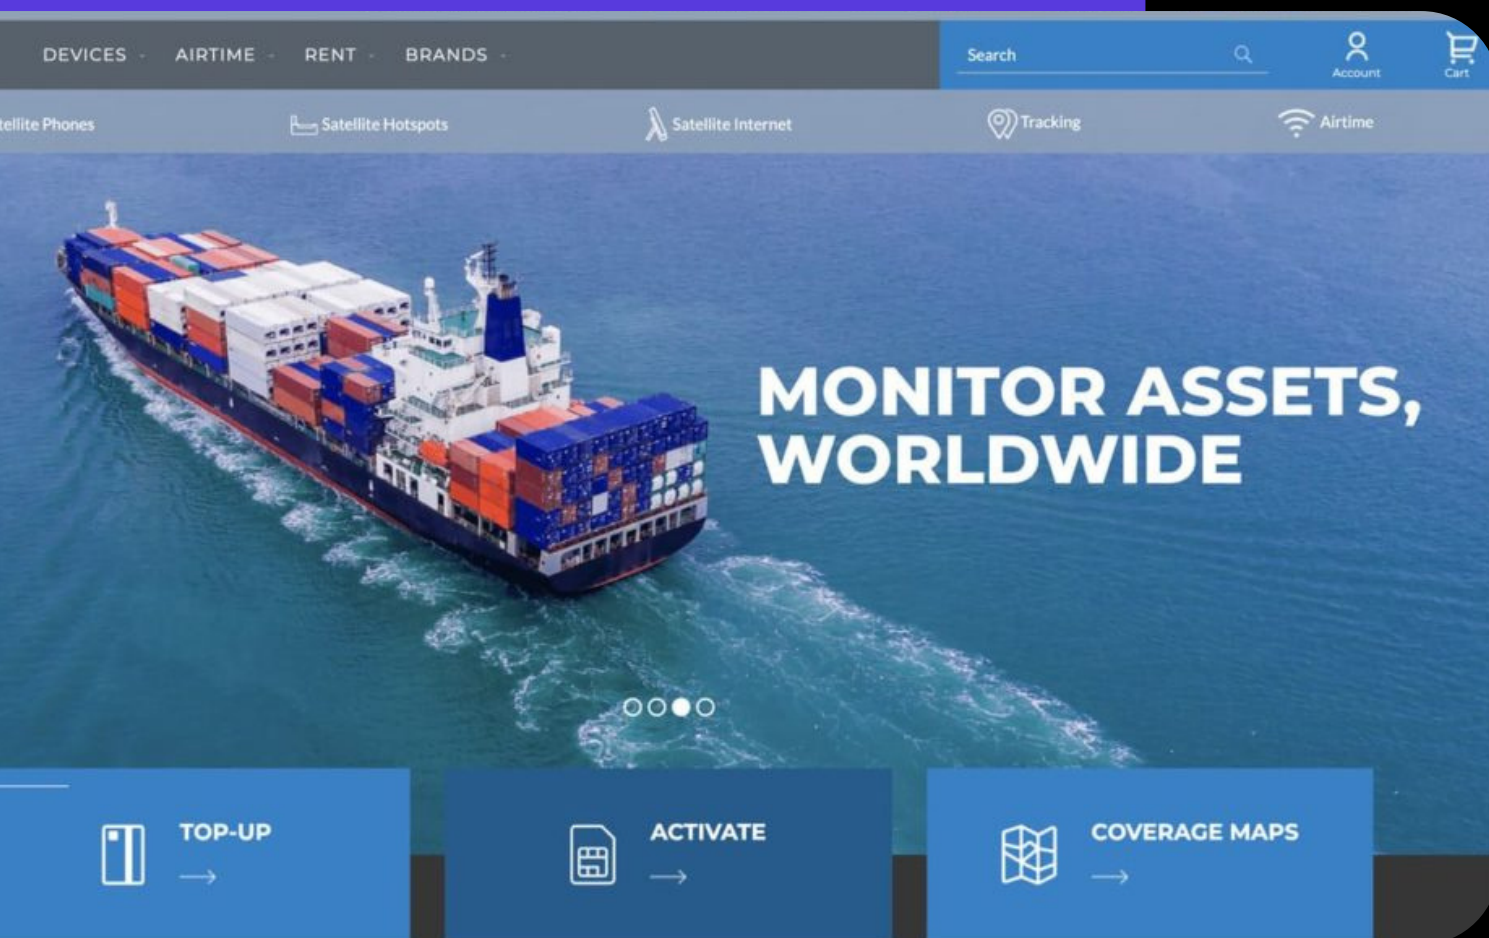 DEVICES AIRTIME RENT BRANDS Search Account Cart
Phones Satellite Hotspots Satellite Internet Tracking Airtime
MONITOR ASSETS,
WORLDWIDE
TOP-UP ACTIVATE COVERAGE MAPS